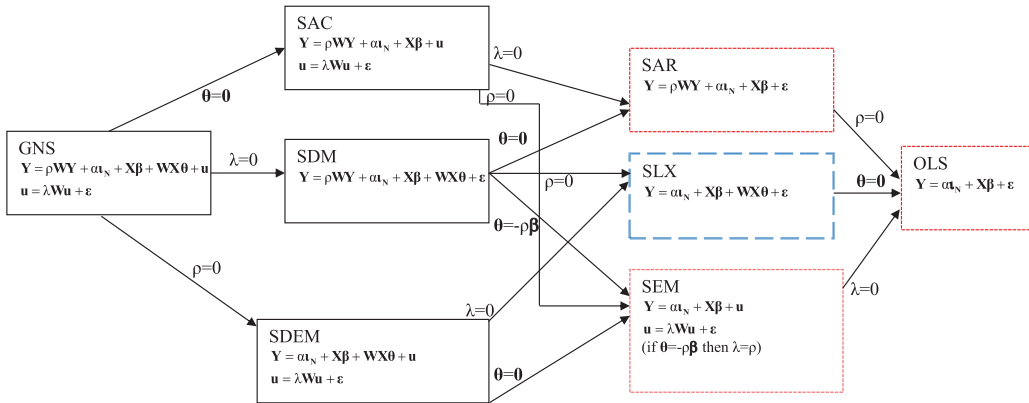 SAC
Y = ρWY + αι_N + Xβ + u
u = λWu + ε
λ=0
SAR
Y = ρWY + αι_N + Xβ + ε
θ=0
ρ=0
ρ=0
GNS
Y = ρWY + αι_N + Xβ + WXθ + u
u = λWu + ε
λ=0
SDM
Y = ρWY + αι_N + Xβ + WXθ + ε
θ=0
ρ=0
θ=-ρβ
SLX
Y = αι_N + Xβ + WXθ + ε
θ=0
OLS
Y = αι_N + Xβ + ε
ρ=0
λ=0
SEM
Y = αι_N + Xβ + u
u = λWu + ε
(if θ=-ρβ then λ=ρ)
λ=0
SDEM
Y = αι_N + Xβ + WXθ + u
u = λWu + ε
θ=0